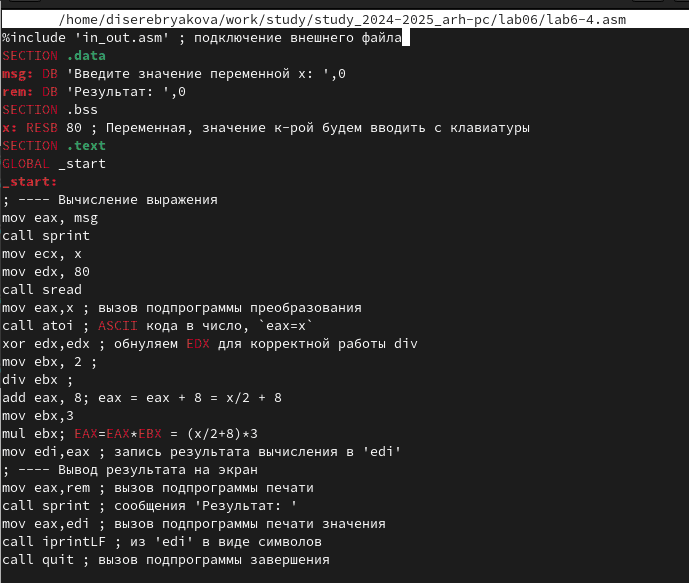 /home/diserebryakova/work/study/study_2024-2025_arh-pc/lab06/lab6-4.asm
%include 'in_out.asm' ; подключение внешнего файла
SECTION .data
msg: DB 'Введите значение переменной x: ',0
rem: DB 'Результат: ',0
SECTION .bss
x: RESB 80 ; Переменная, значение к-рой будем вводить с клавиатуры
SECTION .text
GLOBAL _start
_start:
; ---- Вычисление выражения
mov eax, msg
call sprint
mov ecx, x
mov edx, 80
call sread
mov eax,x ; вызов подпрограммы преобразования
call atoi ; ASCII кода в число, `eax=x`
xor edx,edx ; обнуляем EDX для корректной работы div
mov ebx, 2 ;
div ebx ;
add eax, 8; eax = eax + 8 = x/2 + 8
mov ebx,3
mul ebx; EAX=EAX*EBX = (x/2+8)*3
mov edi,eax ; запись результата вычисления в 'edi'
; ---- Вывод результата на экран
mov eax,rem ; вызов подпрограммы печати
call sprint ; сообщения 'Результат: '
mov eax,edi ; вызов подпрограммы печати значения
call iprintLF ; из 'edi' в виде символов
call quit ; вызов подпрограммы завершения